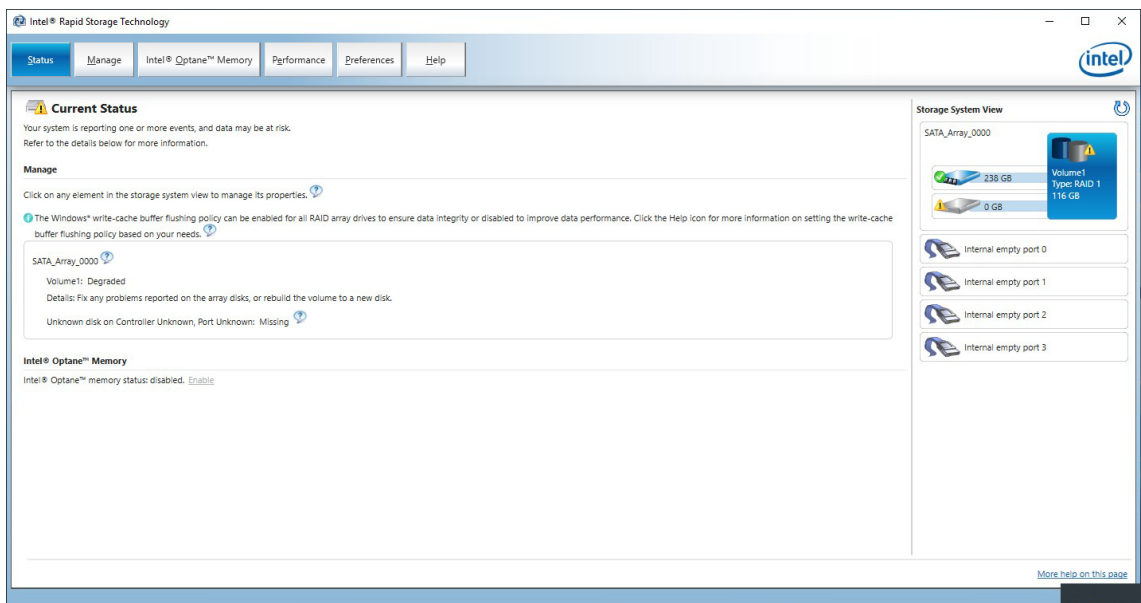 Intel® Rapid Storage Technology
Status
Manage
Intel® Optane™ Memory
Performance
Preferences
Help
intel
Current Status
Your system is reporting one or more events, and data may be at risk.
Refer to the details below for more information.
Manage
Click on any element in the storage system view to manage its properties.
The Windows* write-cache buffer flushing policy can be enabled for all RAID array drives to ensure data integrity or disabled to improve data performance. Click the Help icon for more information on setting the write-cache
buffer flushing policy based on your needs.
SATA_Array_0000
Volume1: Degraded
Details: Fix any problems reported on the array disks, or rebuild the volume to a new disk.
Unknown disk on Controller Unknown, Port Unknown: Missing
Intel® Optane™ Memory
Intel® Optane™ memory status: disabled. Enable
Storage System View
SATA_Array_0000
238 GB
0 GB
Volume1
Type: RAID 1
116 GB
Internal empty port 0
Internal empty port 1
Internal empty port 2
Internal empty port 3
More help on this page